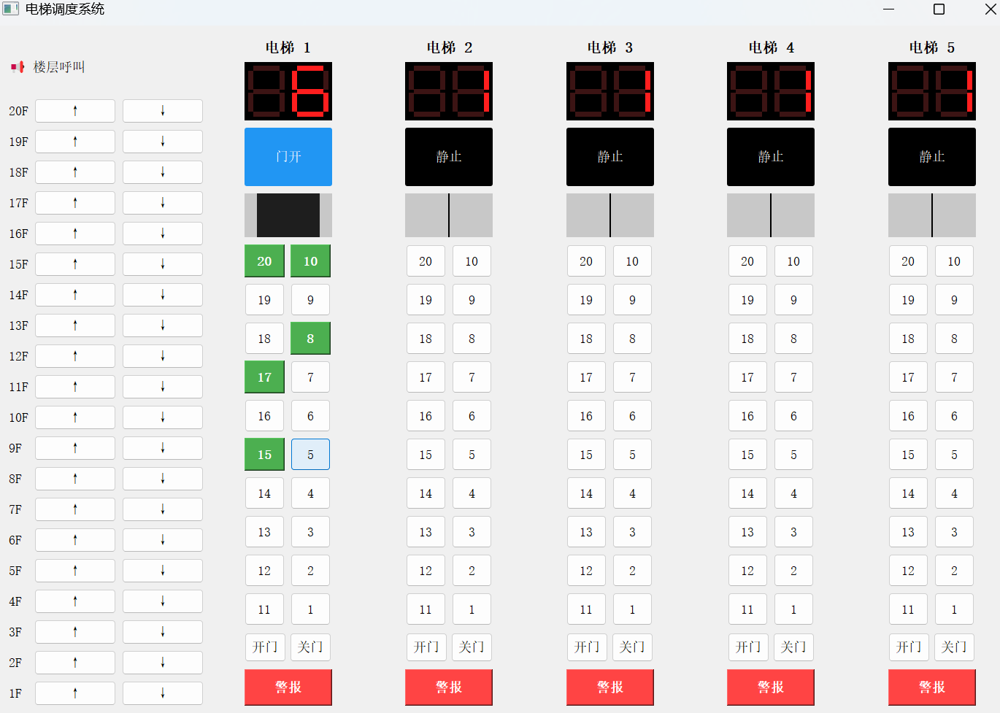 电梯调度系统
楼层呼叫
20F ↑ ↓
19F ↑ ↓
18F ↑ ↓
17F ↑ ↓
16F ↑ ↓
15F ↑ ↓
14F ↑ ↓
13F ↑ ↓
12F ↑ ↓
11F ↑ ↓
10F ↑ ↓
9F ↑ ↓
8F ↑ ↓
7F ↑ ↓
6F ↑ ↓
5F ↑ ↓
4F ↑ ↓
3F ↑ ↓
2F ↑ ↓
1F ↑ ↓
电梯 1
6
门开
20 10
19 9
18 8
17 7
16 6
15 5
14 4
13 3
12 2
11 1
开门 关门
警报
电梯 2
1
静止
20 10
19 9
18 8
17 7
16 6
15 5
14 4
13 3
12 2
11 1
开门 关门
警报
电梯 3
1
静止
20 10
19 9
18 8
17 7
16 6
15 5
14 4
13 3
12 2
11 1
开门 关门
警报
电梯 4
1
静止
20 10
19 9
18 8
17 7
16 6
15 5
14 4
13 3
12 2
11 1
开门 关门
警报
电梯 5
1
静止
20 10
19 9
18 8
17 7
16 6
15 5
14 4
13 3
12 2
11 1
开门 关门
警报